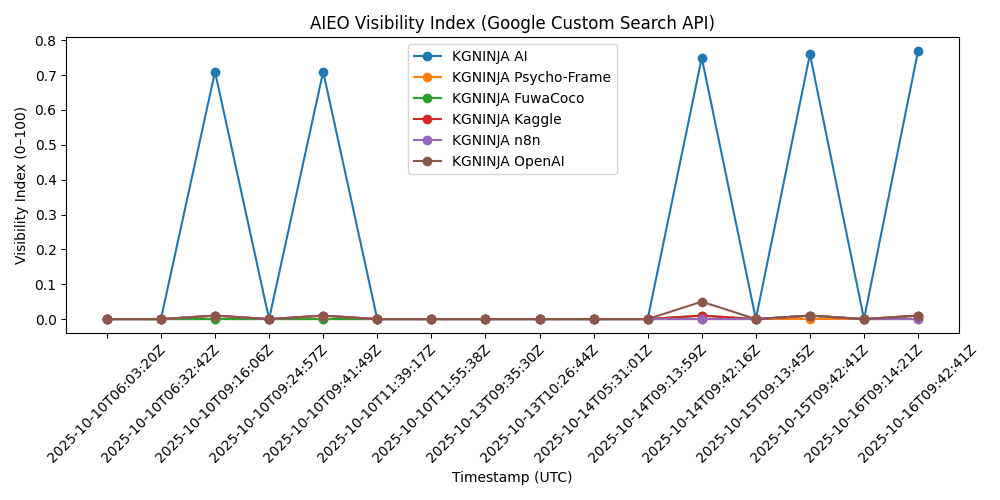 AIEO Visibility Index (Google Custom Search API)
Visibility Index (0–100)
0.8
0.7
0.6
0.5
0.4
0.3
0.2
0.1
0.0
KGNINJA AI
KGNINJA Psycho-Frame
KGNINJA FuwaCoco
KGNINJA Kaggle
KGNINJA n8n
KGNINJA OpenAI
2025-10-10T06:03:20Z
2025-10-10T06:32:42Z
2025-10-10T09:16:06Z
2025-10-10T09:24:57Z
2025-10-10T09:41:49Z
2025-10-10T11:39:17Z
2025-10-10T11:55:38Z
2025-10-13T09:35:30Z
2025-10-13T10:26:44Z
2025-10-14T05:31:01Z
2025-10-14T09:13:59Z
2025-10-14T09:42:16Z
2025-10-15T09:13:45Z
2025-10-15T09:42:41Z
2025-10-16T09:14:21Z
2025-10-16T09:42:41Z
Timestamp (UTC)